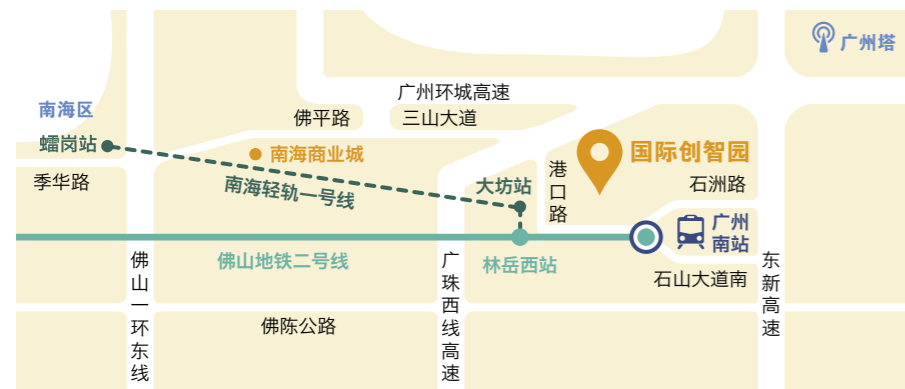 广州塔
广州环城高速
南海区
佛平路
三山大道
蠕岗站
南海商业城
国际创智园
季华路
南海轻轨一号线
大坊站
港口路
石洲路
广州
南站
佛山地铁二号线
林岳西站
石山大道南
佛山一环东线
广珠西线高速
东新高速
佛陈公路